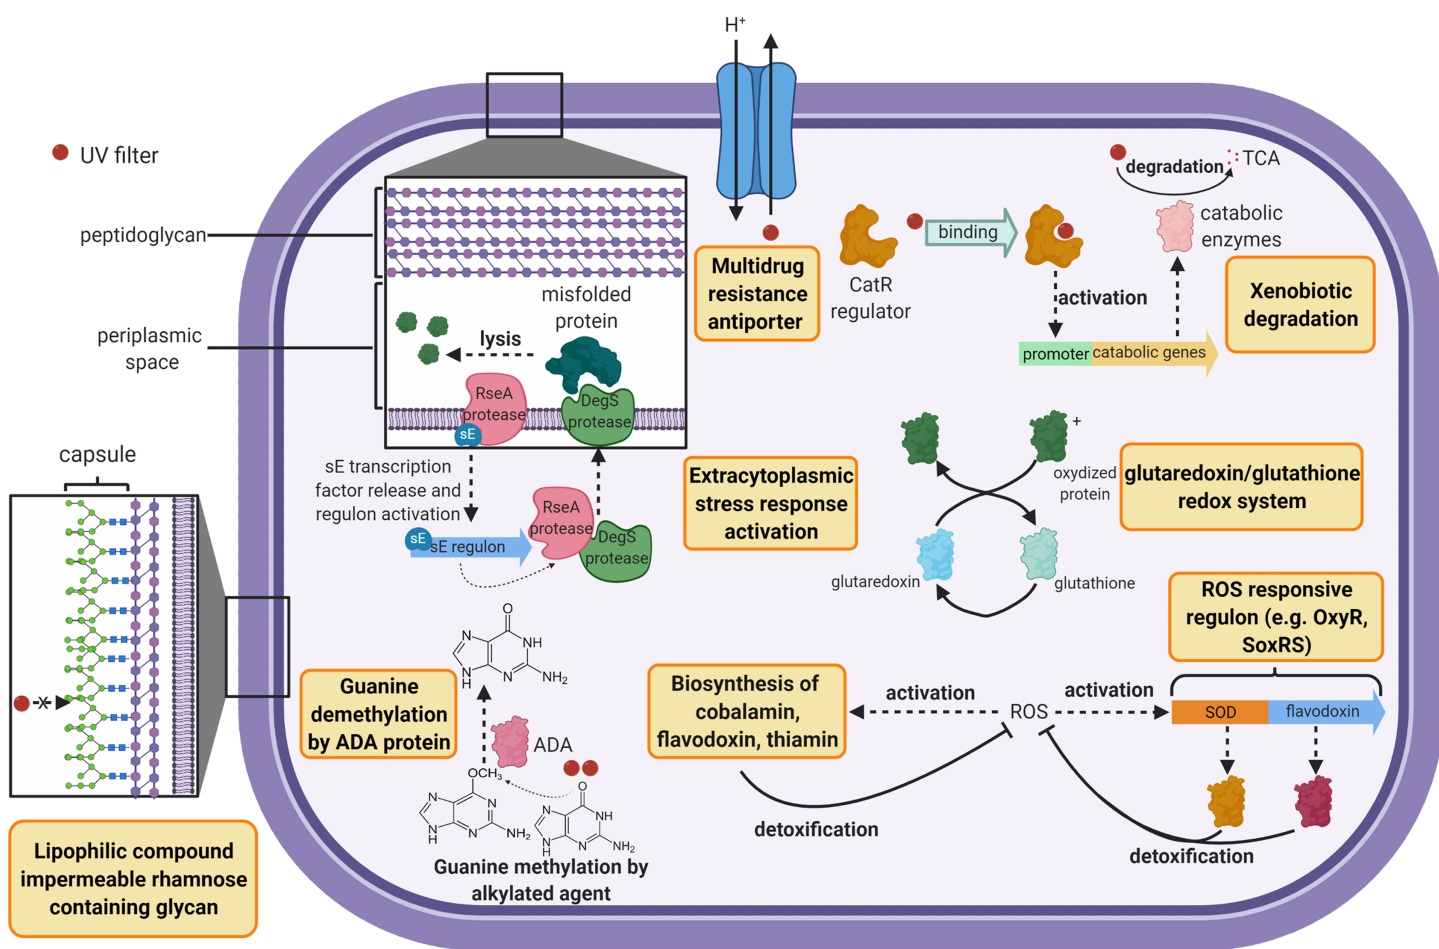 H⁺
UV filter
peptidoglycan
periplasmic
space
misfolded
protein
lysis
RseA
protease
DegS
protease
sE
Multidrug
resistance
antiporter
CatR
regulator
binding
activation
promoter
catabolic genes
degradation
TCA
catabolic
enzymes
Xenobiotic
degradation
capsule
sE transcription
factor release and
regulon activation
sE
sE regulon
RseA
protease
DegS
protease
Extracytoplasmic
stress response
activation
+
oxydized
protein
glutaredoxin
glutathione
glutaredoxin/glutathione
redox system
ROS responsive
regulon (e.g. OxyR,
SoxRS)
x
O
N
NH
N
H
N
NH₂
Guanine
demethylation
by ADA protein
ADA
OCH₃
N
N
N
H
N
NH₂
O
N
NH
N
H
N
NH₂
Guanine methylation by
alkylated agent
Biosynthesis of
cobalamin,
flavodoxin, thiamin
activation
ROS
activation
SOD
flavodoxin
detoxification
detoxification
Lipophilic compound
impermeable rhamnose
containing glycan